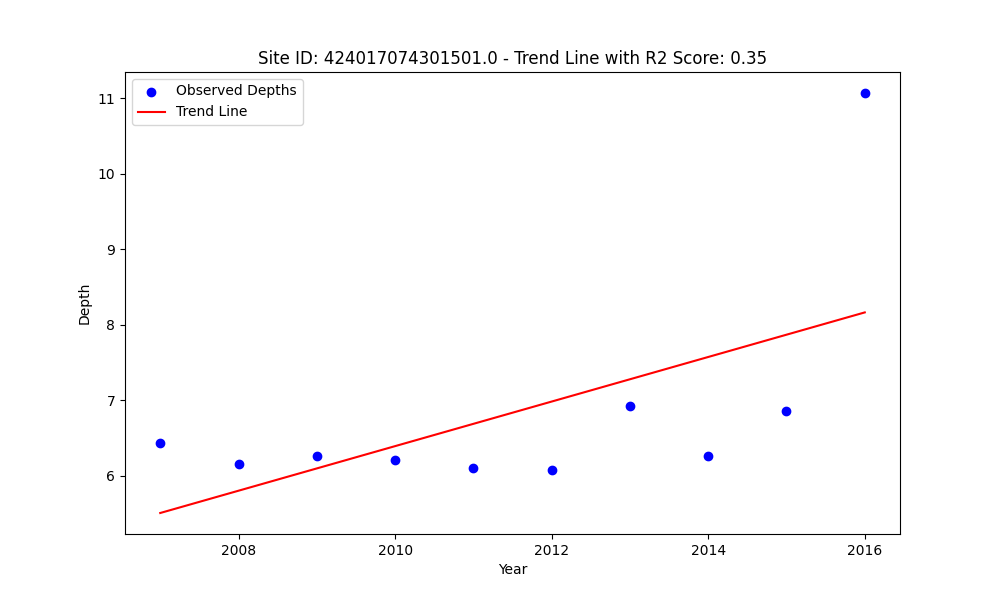 Site ID: 424017074301501.0 - Trend Line with R2 Score: 0.35
Observed Depths
Trend Line
11
10
9
8
7
6
Depth
2008
2010
2012
2014
2016
Year